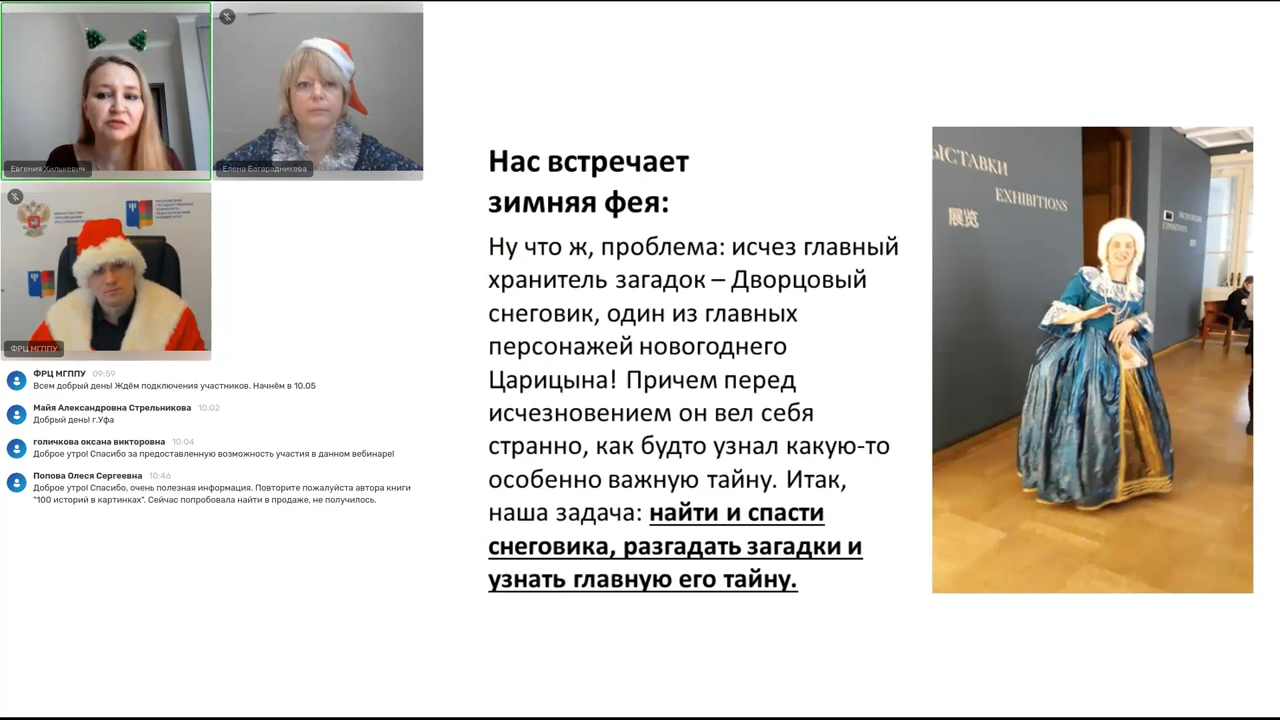 Евгения Хилькевич
Елена Багарадникова
ФРЦ МГППУ
ФРЦ МГППУ 09:59
Всем добрый день! Ждём подключения участников. Начнём в 10.05
Майя Александровна Стрельникова 10:02
Добрый день! г.Уфа
голичкова оксана викторовна 10:04
Доброе утро! Спасибо за предоставленную возможность участия в данном вебинаре!
Попова Олеся Сергеевна 10:46
Доброе утро! Спасибо, очень полезная информация. Повторите пожалуйста автора книги
"100 историй в картинках". Сейчас попробовала найти в продаже, не получилось.
Нас встречает
зимняя фея:
Ну что ж, проблема: исчез главный
хранитель загадок – Дворцовый
снеговик, один из главных
персонажей новогоднего
Царицына! Причем перед
исчезновением он вел себя
странно, как будто узнал какую-то
особенно важную тайну. Итак,
наша задача: найти и спасти
снеговика, разгадать загадки и
узнать главную его тайну.
ЫСТАВКИ
EXHIBITIONS
展览